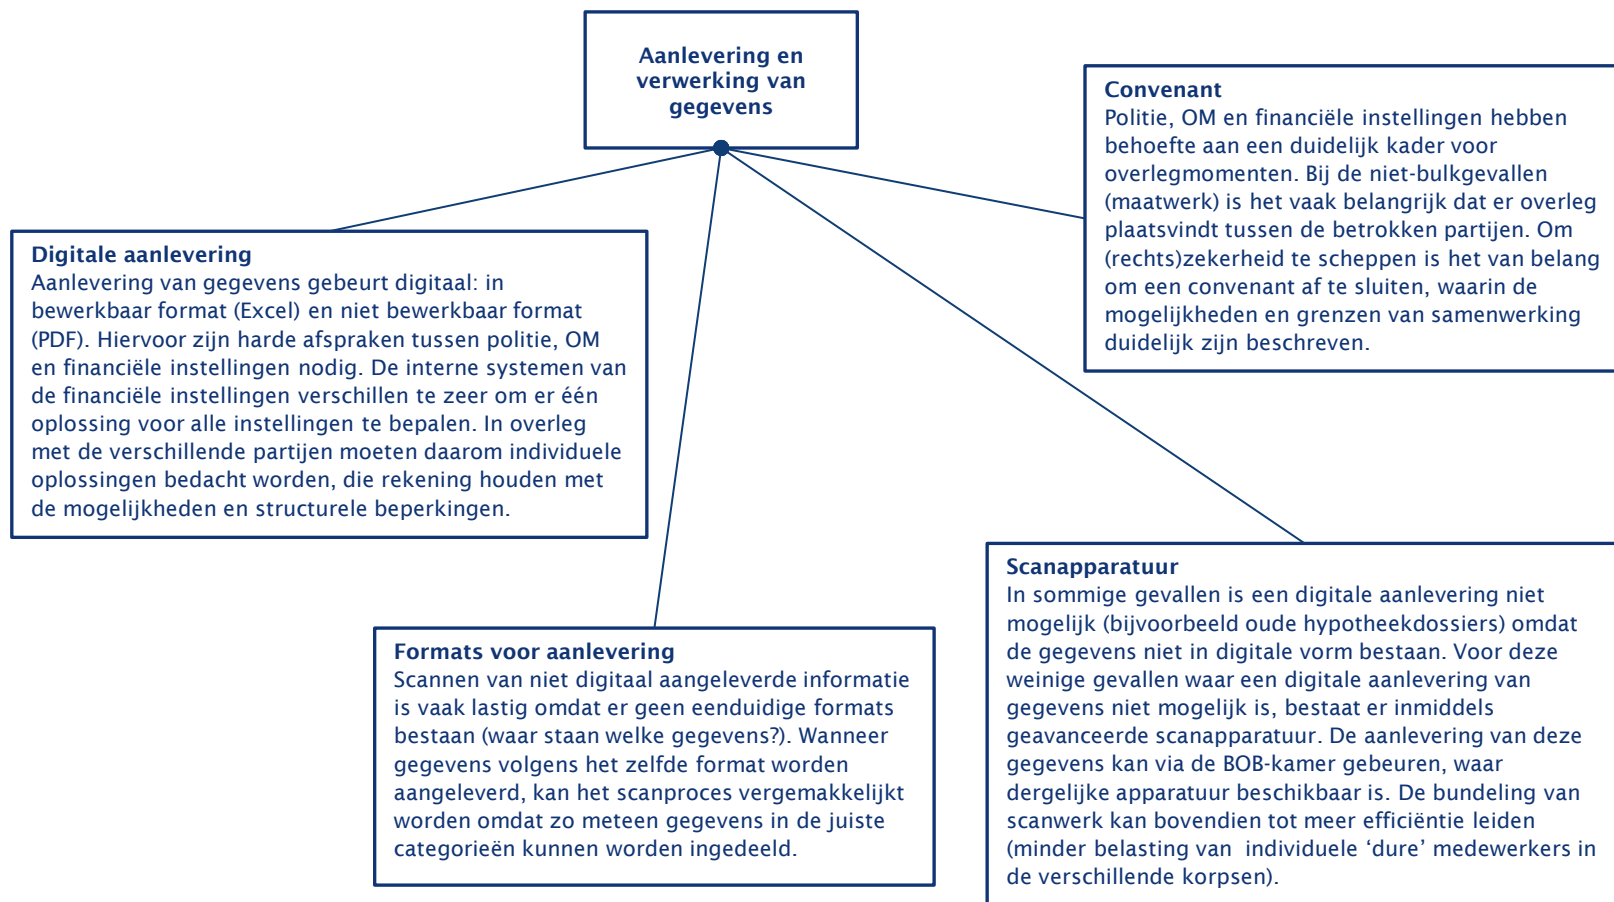 Aanlevering en
verwerking van
gegevens
Convenant
Politie, OM en financiële instellingen hebben
behoefte aan een duidelijk kader voor
overlegmomenten. Bij de niet-bulkgevallen
(maatwerk) is het vaak belangrijk dat er overleg
plaatsvindt tussen de betrokken partijen. Om
(rechts)zekerheid te scheppen is het van belang
om een convenant af te sluiten, waarin de
mogelijkheden en grenzen van samenwerking
duidelijk zijn beschreven.
Digitale aanlevering
Aanlevering van gegevens gebeurt digitaal: in
bewerkbaar format (Excel) en niet bewerkbaar format
(PDF). Hiervoor zijn harde afspraken tussen politie, OM
en financiële instellingen nodig. De interne systemen van
de financiële instellingen verschillen te zeer om er één
oplossing voor alle instellingen te bepalen. In overleg
met de verschillende partijen moeten daarom individuele
oplossingen bedacht worden, die rekening houden met
de mogelijkheden en structurele beperkingen.
Scanapparatuur
In sommige gevallen is een digitale aanlevering niet
mogelijk (bijvoorbeeld oude hypotheekdossiers) omdat
de gegevens niet in digitale vorm bestaan. Voor deze
weinige gevallen waar een digitale aanlevering van
gegevens niet mogelijk is, bestaat er inmiddels
geavanceerde scanapparatuur. De aanlevering van deze
gegevens kan via de BOB-kamer gebeuren, waar
dergelijke apparatuur beschikbaar is. De bundeling van
scanwerk kan bovendien tot meer efficiëntie leiden
(minder belasting van  individuele ‘dure’ medewerkers in
de verschillende korpsen).
Formats voor aanlevering
Scannen van niet digitaal aangeleverde informatie
is vaak lastig omdat er geen eenduidige formats
bestaan (waar staan welke gegevens?). Wanneer
gegevens volgens het zelfde format worden
aangeleverd, kan het scanproces vergemakkelijkt
worden omdat zo meteen gegevens in de juiste
categorieën kunnen worden ingedeeld.